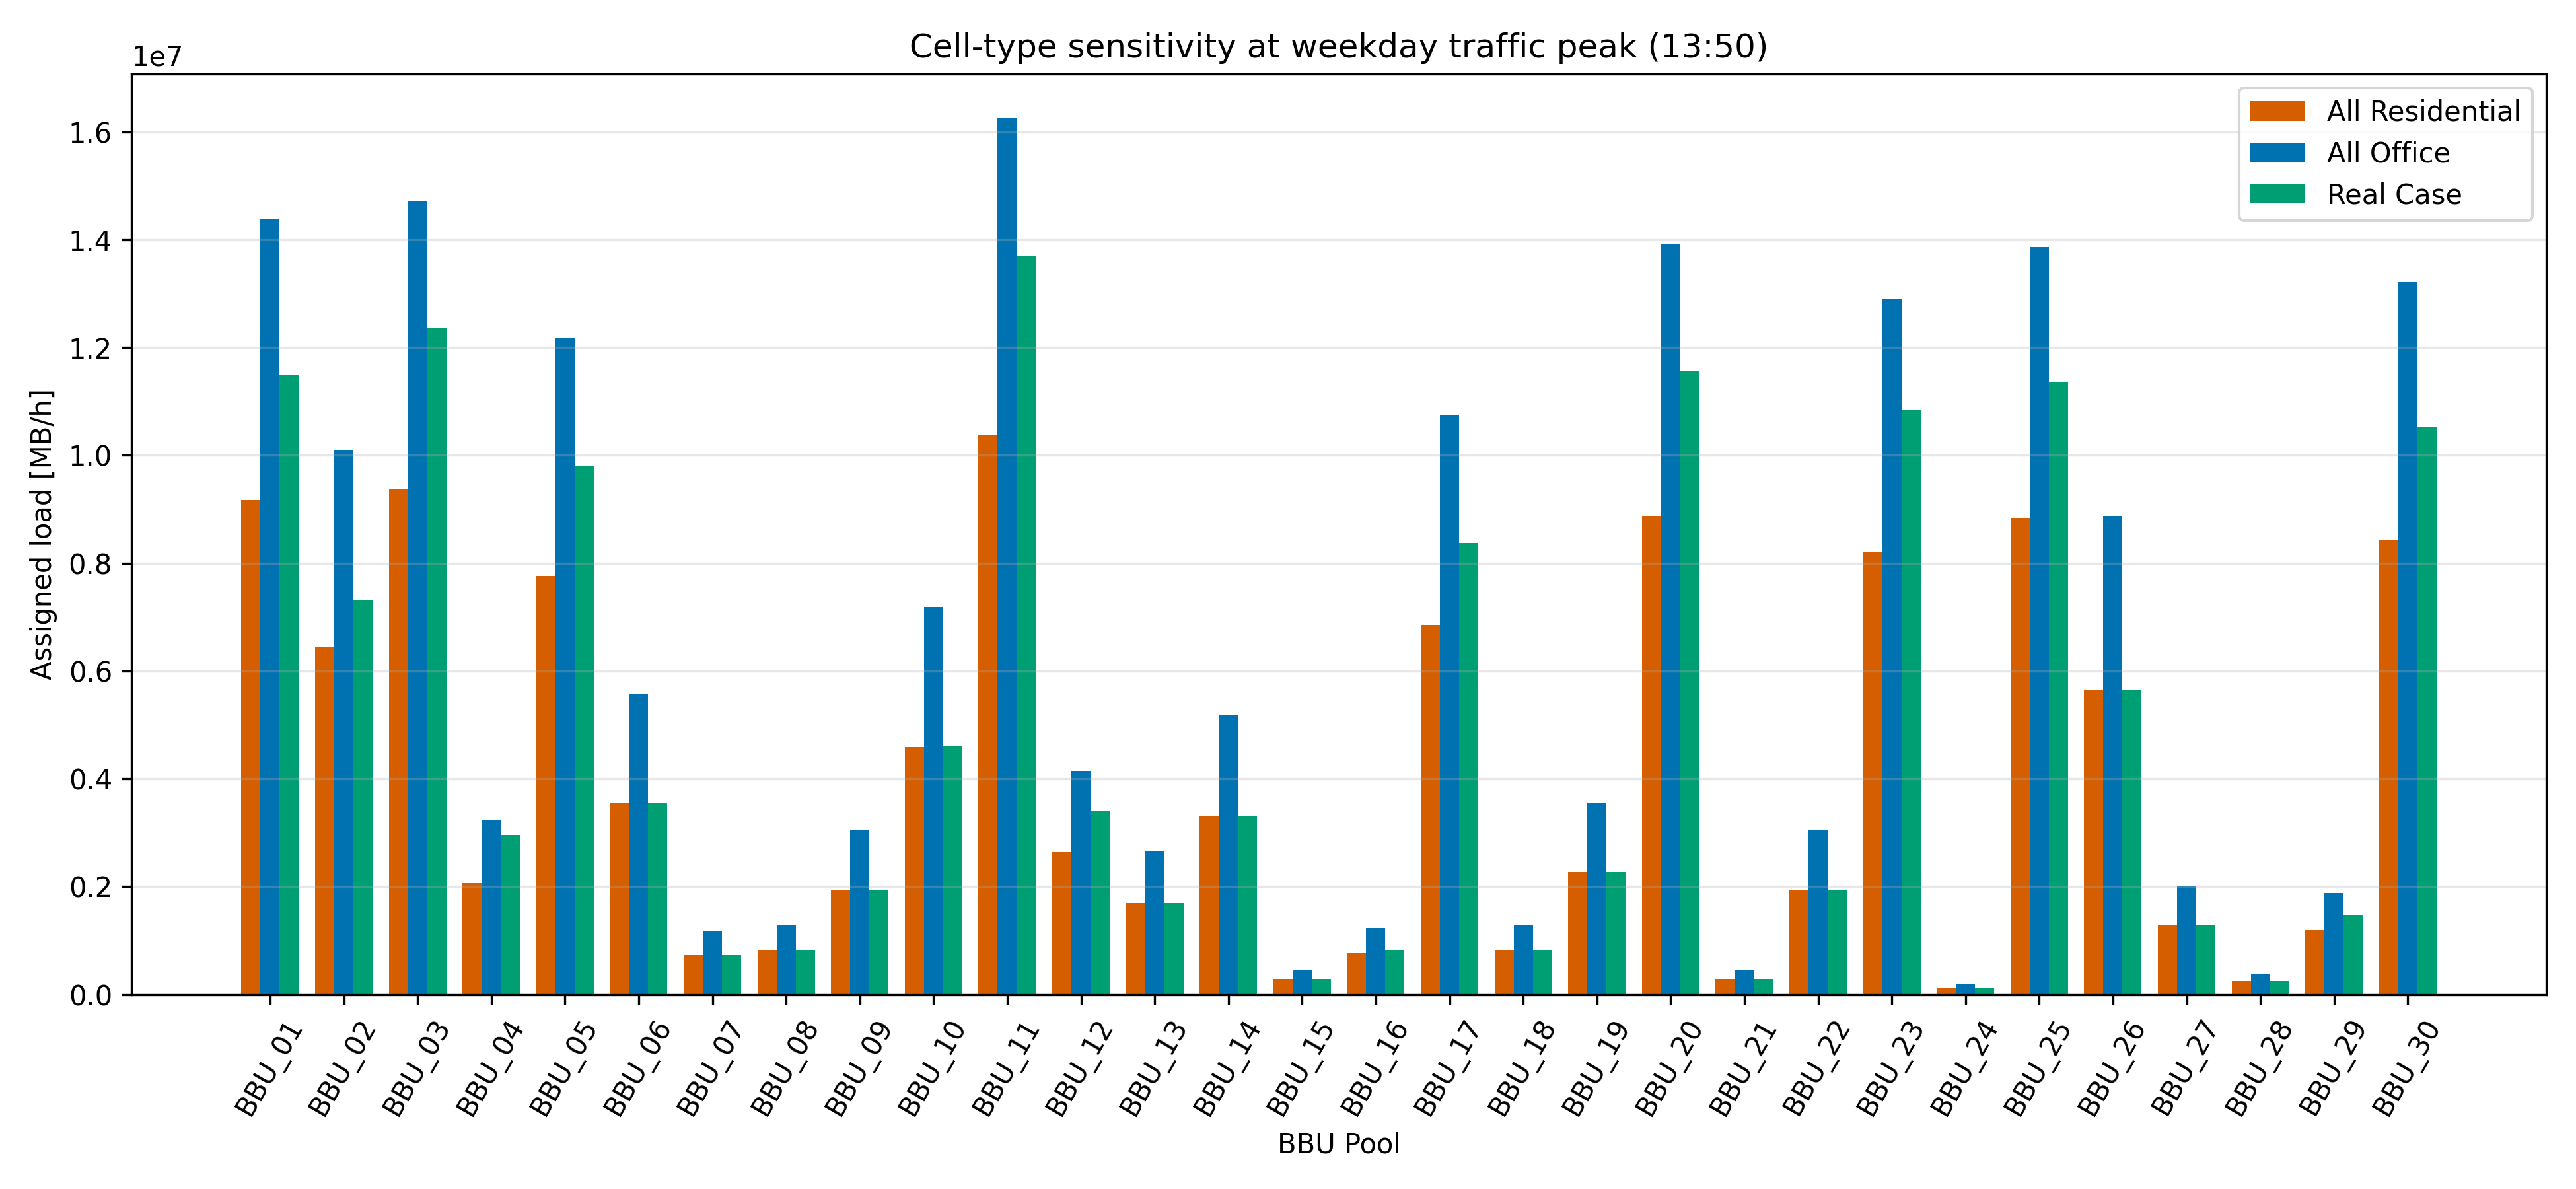 Cell-type sensitivity at weekday traffic peak (13:50)
1e7
All Residential
All Office
Real Case
Assigned load [MB/h]
1.6
1.4
1.2
1.0
0.8
0.6
0.4
0.2
0.0
BBU_01
BBU_02
BBU_03
BBU_04
BBU_05
BBU_06
BBU_07
BBU_08
BBU_09
BBU_10
BBU_11
BBU_12
BBU_13
BBU_14
BBU_15
BBU_16
BBU_17
BBU_18
BBU_19
BBU_20
BBU_21
BBU_22
BBU_23
BBU_24
BBU_25
BBU_26
BBU_27
BBU_28
BBU_29
BBU_30
BBU Pool